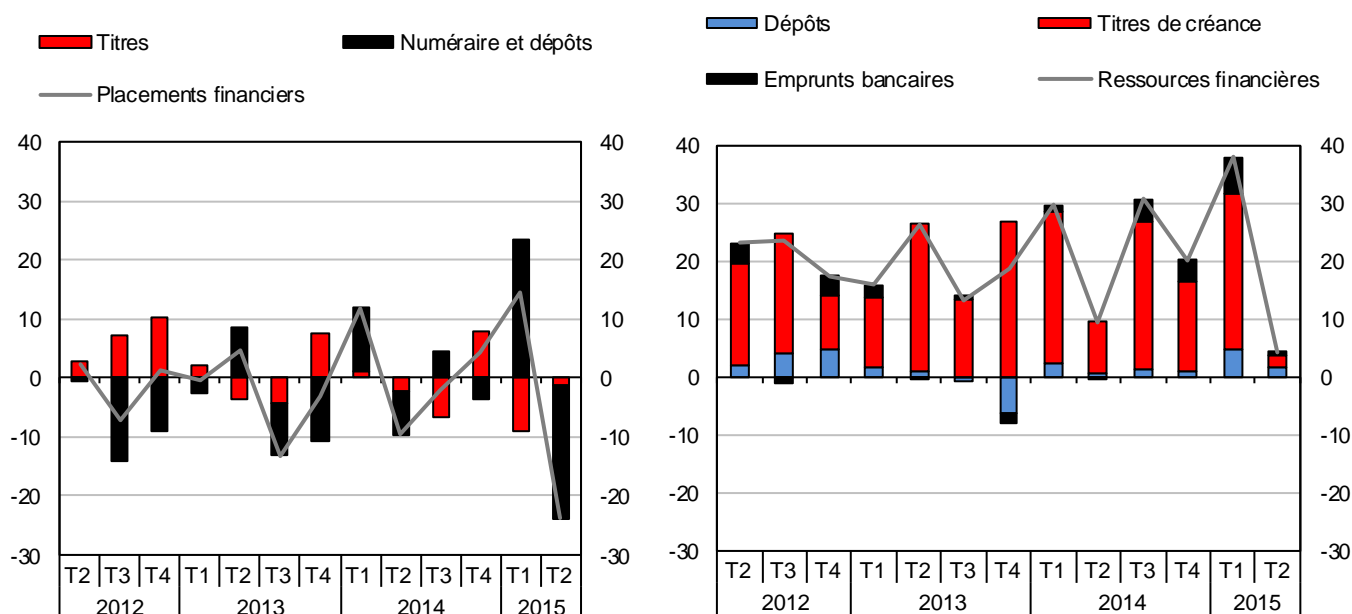 Titres Numéraire et dépôts
Placements financiers
40 40
30 30
20 20
10 10
0 0
-10 -10
-20 -20
-30 -30
T2 T3 T4 T1 T2 T3 T4 T1 T2 T3 T4 T1 T2
2012 2013 2014 2015
Dépôts Titres de créance
Emprunts bancaires Ressources financières
40 40
30 30
20 20
10 10
0 0
-10 -10
-20 -20
-30 -30
T2 T3 T4 T1 T2 T3 T4 T1 T2 T3 T4 T1 T2
2012 2013 2014 2015